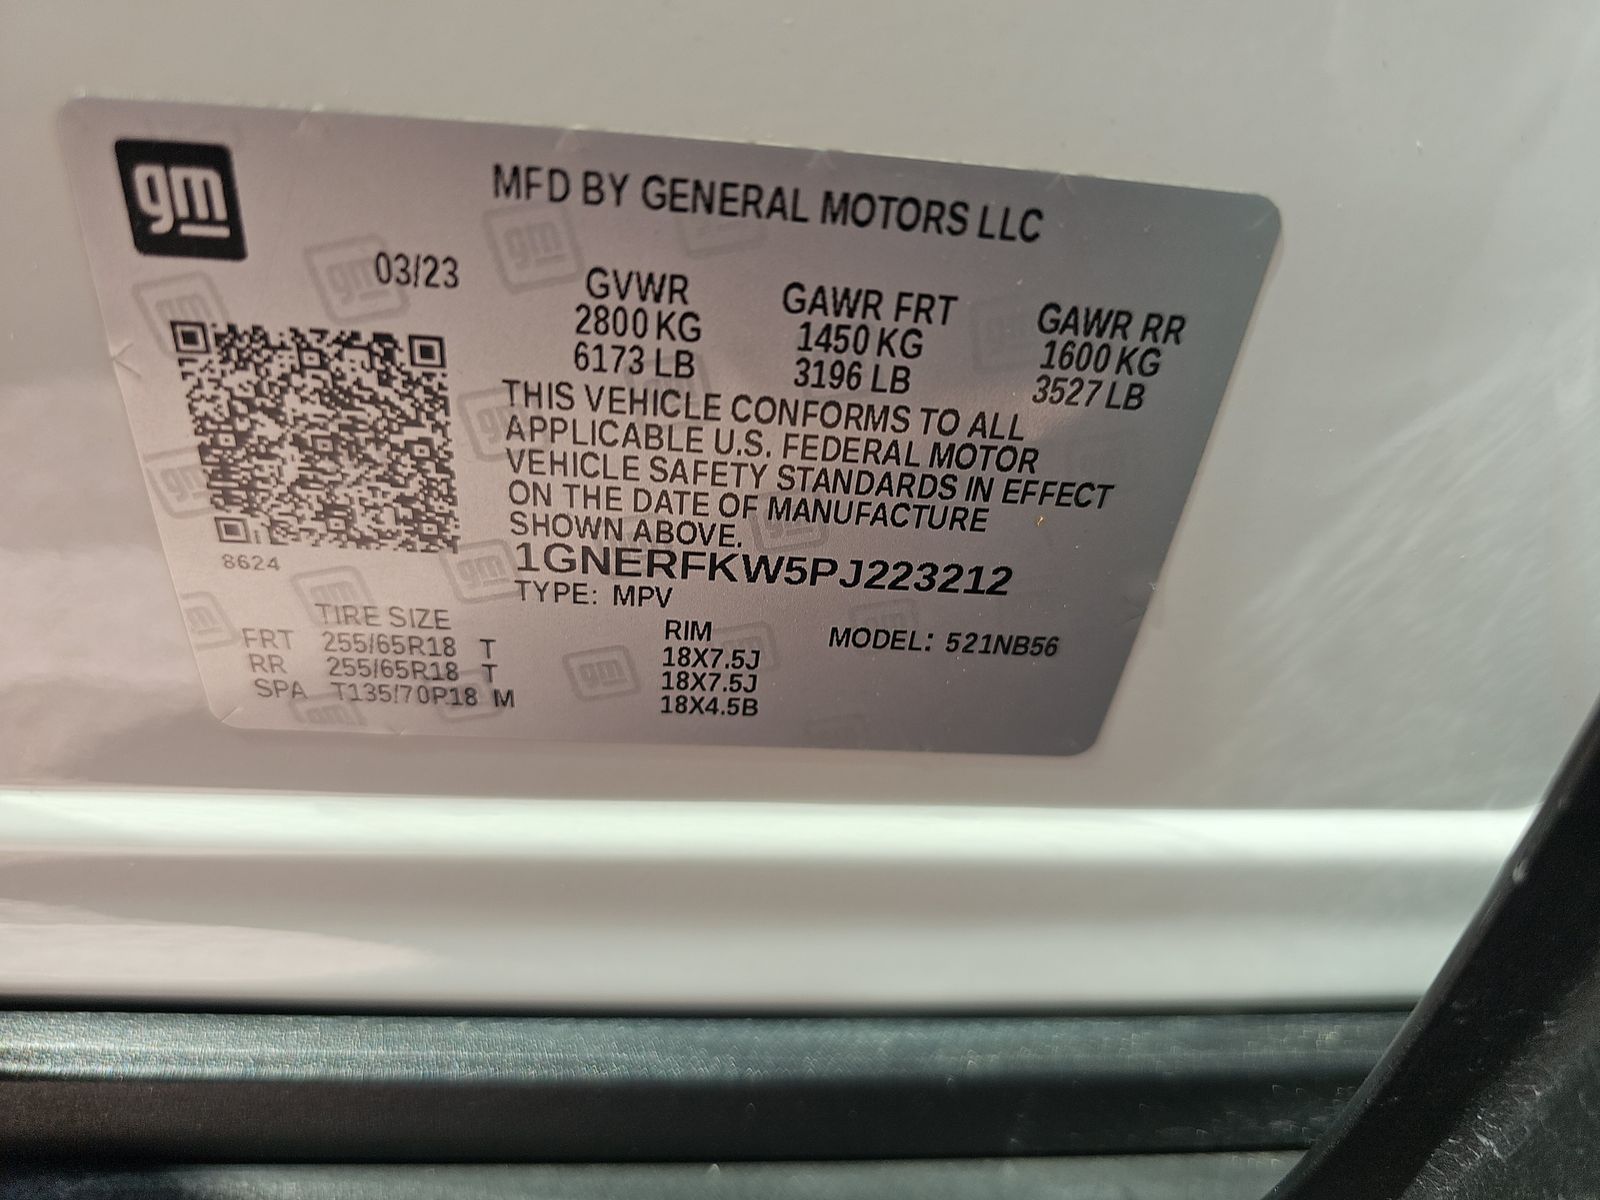 gm
MFD BY GENERAL MOTORS LLC
03/23
GVWR GAWR FRT GAWR RR
2800 KG 1450 KG 1600 KG
6173 LB 3196 LB 3527 LB
THIS VEHICLE CONFORMS TO ALL
APPLICABLE U.S. FEDERAL MOTOR
VEHICLE SAFETY STANDARDS IN EFFECT
ON THE DATE OF MANUFACTURE
SHOWN ABOVE.
8624
1GNERFKW5PJ223212
TYPE: MPV
TIRE SIZE RIM MODEL: 521NB56
FRT 255/65R18 T 18X7.5J
RR 255/65R18 T 18X7.5J
SPA T135/70R18 M 18X4.5B